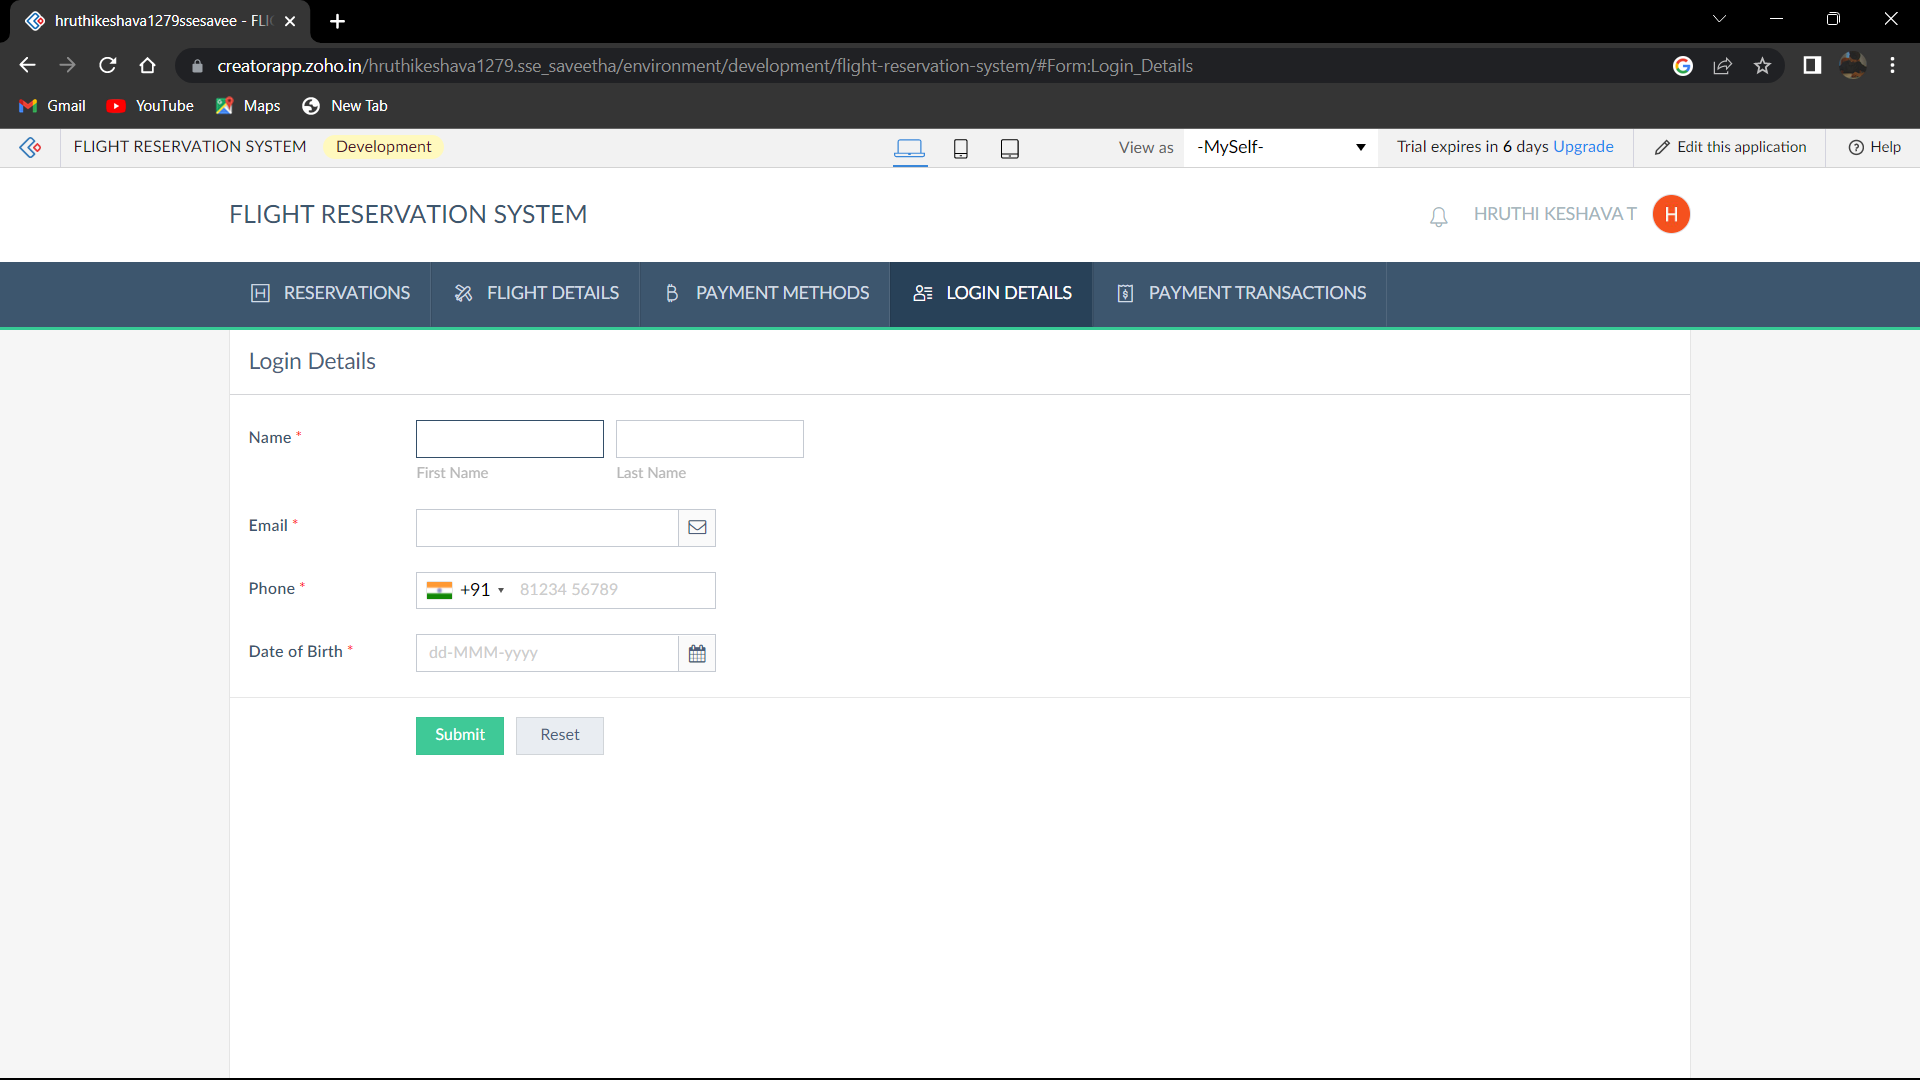 hruthikeshava1279ssesavee - FLI
creatorapp.zoho.in/hruthikeshava1279.sse_saveetha/environment/development/flight-reservation-system/#Form:Login_Details
Gmail YouTube Maps New Tab
FLIGHT RESERVATION SYSTEM Development View as -MySelf- Trial expires in 6 days Upgrade Edit this application Help
FLIGHT RESERVATION SYSTEM HRUTHI KESHAVA T H
RESERVATIONS FLIGHT DETAILS PAYMENT METHODS LOGIN DETAILS PAYMENT TRANSACTIONS
Login Details
Name *
First Name Last Name
Email *
Phone * +91 81234 56789
Date of Birth * dd-MMM-yyyy
Submit Reset